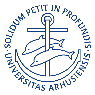 SOLIDUM PETIT IN PROFUNDIS
UNIVERSITAS ARHUSIENSIS